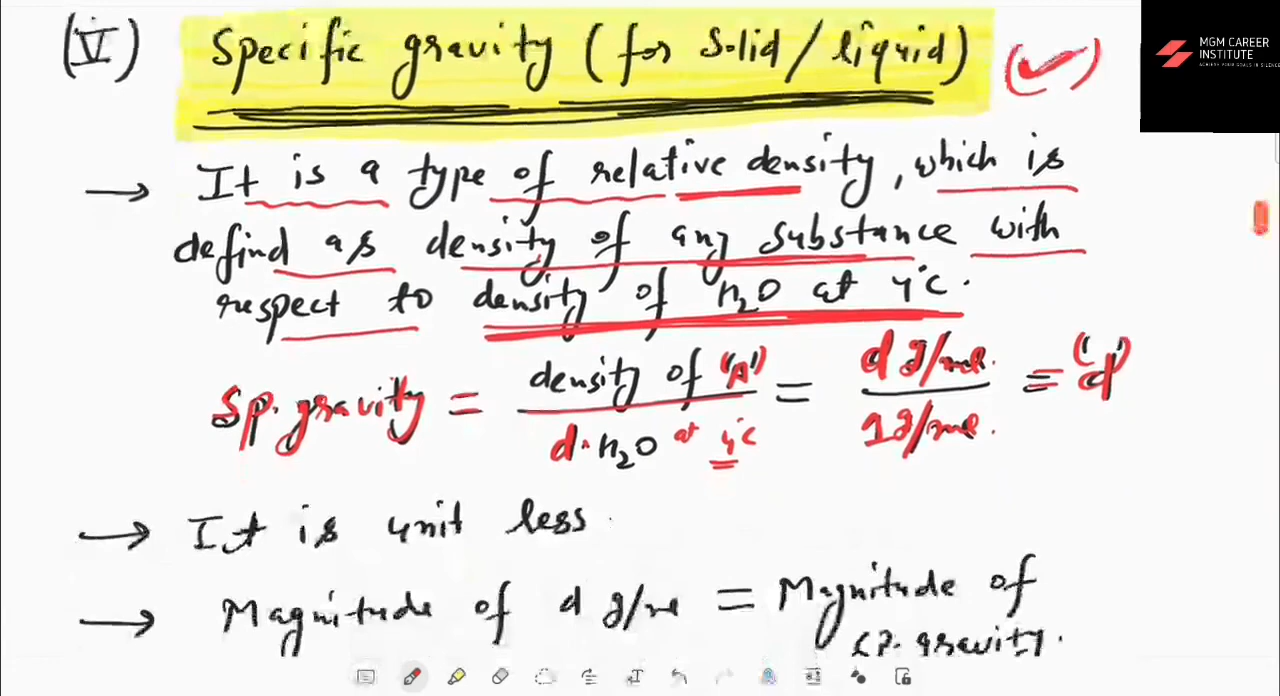 (V) Specific gravity (for solid/liquid)
MGM CAREER
INSTITUTE
→ It is a type of relative density, which is
defind as density of any substance with
respect to density of H2O at 4°c.
Sp. gravity = density of "A" / d. H2O at 4°c = d g/ml. / 1g/ml. = 'd'
→ It is unit less
→ Magnitude of d g/ml = Magnitude of
sp. gravity.